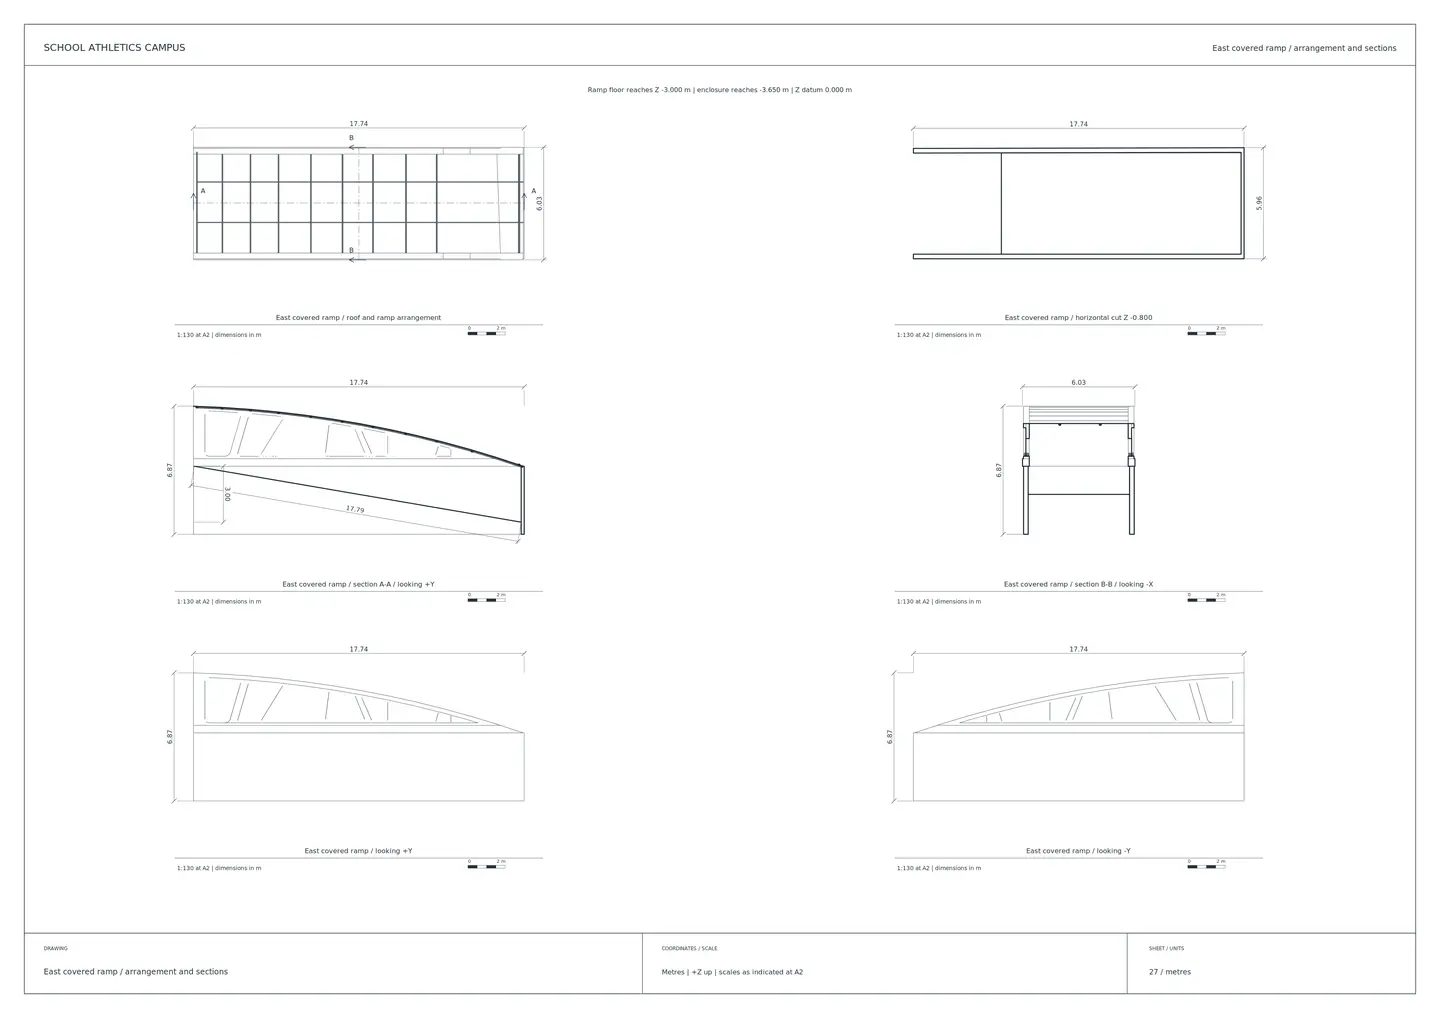 SCHOOL ATHLETICS CAMPUS
East covered ramp / arrangement and sections
Ramp floor reaches Z -3.000 m | enclosure reaches -3.650 m | Z datum 0.000 m
17.74
B
A
A
6.03
B
East covered ramp / roof and ramp arrangement
1:130 at A2 | dimensions in m
0 2 m
17.74
5.96
East covered ramp / horizontal cut Z -0.800
1:130 at A2 | dimensions in m
0 2 m
17.74
6.87
3.00
17.79
East covered ramp / section A-A / looking +Y
1:130 at A2 | dimensions in m
0 2 m
6.03
6.87
East covered ramp / section B-B / looking -X
1:130 at A2 | dimensions in m
0 2 m
17.74
6.87
East covered ramp / looking +Y
1:130 at A2 | dimensions in m
0 2 m
17.74
6.87
East covered ramp / looking -Y
1:130 at A2 | dimensions in m
0 2 m
DRAWING
East covered ramp / arrangement and sections
COORDINATES / SCALE
Metres | +Z up | scales as indicated at A2
SHEET / UNITS
27 / metres